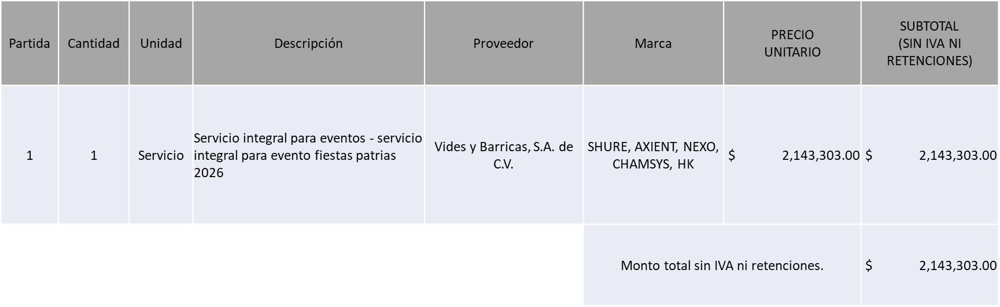 Partida
Cantidad
Unidad
Descripción
Proveedor
Marca
PRECIO
UNITARIO
SUBTOTAL
(SIN IVA NI
RETENCIONES)
1
1
Servicio
Servicio integral para eventos - servicio
integral para evento fiestas patrias
2026
Vides y Barricas, S.A. de
C.V.
SHURE, AXIENT, NEXO,
CHAMSYS, HK
$ 2,143,303.00
$ 2,143,303.00
Monto total sin IVA ni retenciones.
$ 2,143,303.00